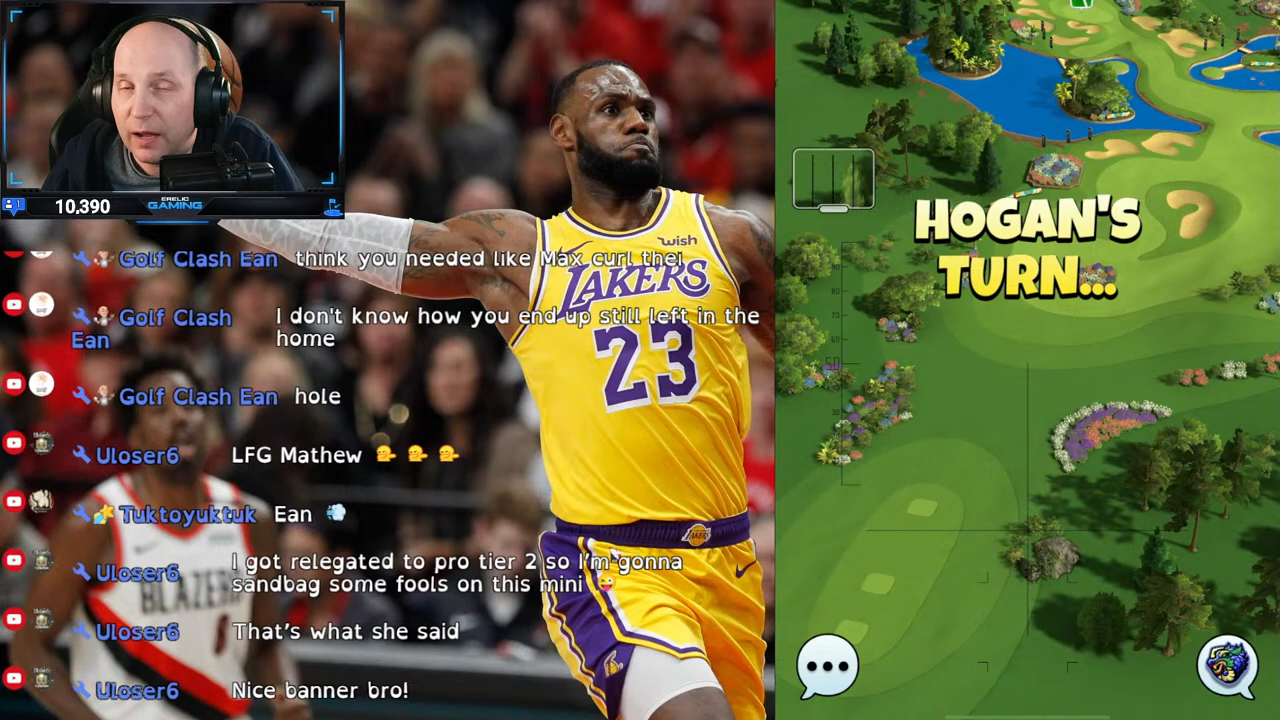 10,390
ERELIC
GAMING
Golf Clash Ean think you needed like Max curl thei
Golf Clash
Ean
I don't know how you end up still left in the
home
Golf Clash Ean hole
Uloser6 LFG Mathew
Tuktoyuktuk Ean
Uloser6
I got relegated to pro tier 2 so I'm gonna
sandbag some fools on this mini
Uloser6 That's what she said
Uloser6 Nice banner bro!
wish
LAKERS
23
BLAZER
HOGAN'S
TURN...